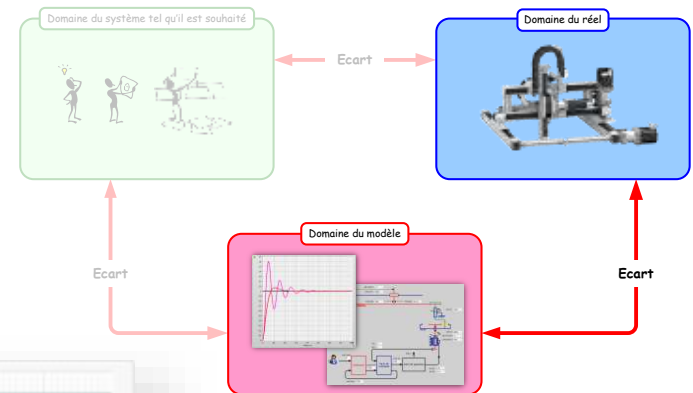 Domaine du système tel qu'il est souhaité
Domaine du réel
Ecart
Domaine du modèle
Ecart
Ecart